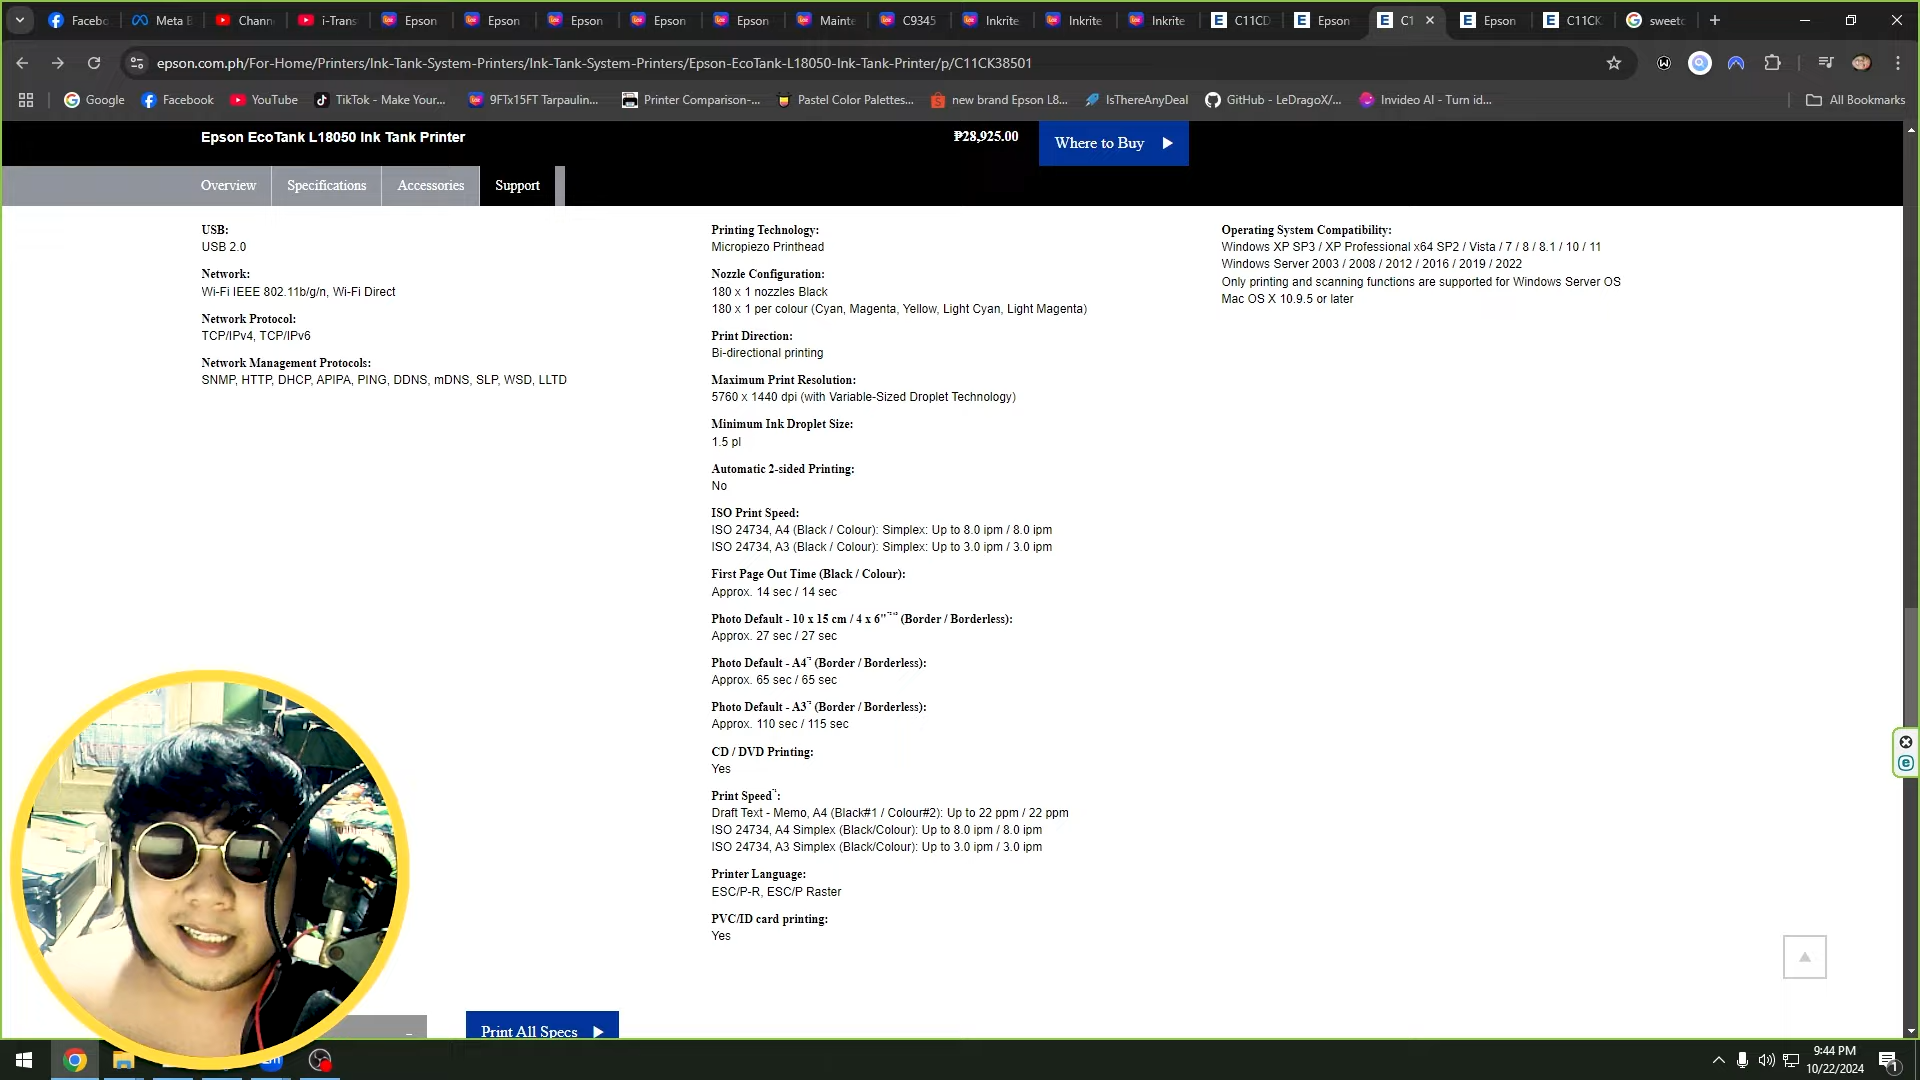 Facebo
Meta B
Chann
i-Trans
Epson
Epson
Epson
Epson
Epson
Mainte
C9345
Inkrite
Inkrite
Inkrite
C11CD
Epson
C1
Epson
C11CK
sweeto
epson.com.ph/For-Home/Printers/Ink-Tank-System-Printers/Ink-Tank-System-Printers/Epson-EcoTank-L18050-Ink-Tank-Printer/p/C11CK38501
Google
Facebook
YouTube
TikTok - Make Your...
9FTx15FT Tarpaulin...
Printer Comparison-...
Pastel Color Palettes...
new brand Epson L8...
IsThereAnyDeal
GitHub - LeDragoX/...
Invideo AI - Turn id...
All Bookmarks
Epson EcoTank L18050 Ink Tank Printer
₱28,925.00
Where to Buy
Overview
Specifications
Accessories
Support
USB:
USB 2.0
Network:
Wi-Fi IEEE 802.11b/g/n, Wi-Fi Direct
Network Protocol:
TCP/IPv4, TCP/IPv6
Network Management Protocols:
SNMP, HTTP, DHCP, APIPA, PING, DDNS, mDNS, SLP, WSD, LLTD
Printing Technology:
Micropiezo Printhead
Nozzle Configuration:
180 x 1 nozzles Black
180 x 1 per colour (Cyan, Magenta, Yellow, Light Cyan, Light Magenta)
Print Direction:
Bi-directional printing
Maximum Print Resolution:
5760 x 1440 dpi (with Variable-Sized Droplet Technology)
Minimum Ink Droplet Size:
1.5 pl
Automatic 2-sided Printing:
No
ISO Print Speed:
ISO 24734, A4 (Black / Colour): Simplex: Up to 8.0 ipm / 8.0 ipm
ISO 24734, A3 (Black / Colour): Simplex: Up to 3.0 ipm / 3.0 ipm
First Page Out Time (Black / Colour):
Approx. 14 sec / 14 sec
Photo Default - 10 x 15 cm / 4 x 6" (Border / Borderless):
Approx. 27 sec / 27 sec
Photo Default - A4 (Border / Borderless):
Approx. 65 sec / 65 sec
Photo Default - A3 (Border / Borderless):
Approx. 110 sec / 115 sec
CD / DVD Printing:
Yes
Print Speed:
Draft Text - Memo, A4 (Black#1 / Colour#2): Up to 22 ppm / 22 ppm
ISO 24734, A4 Simplex (Black/Colour): Up to 8.0 ipm / 8.0 ipm
ISO 24734, A3 Simplex (Black/Colour): Up to 3.0 ipm / 3.0 ipm
Printer Language:
ESC/P-R, ESC/P Raster
PVC/ID card printing:
Yes
Operating System Compatibility:
Windows XP SP3 / XP Professional x64 SP2 / Vista / 7 / 8 / 8.1 / 10 / 11
Windows Server 2003 / 2008 / 2012 / 2016 / 2019 / 2022
Only printing and scanning functions are supported for Windows Server OS
Mac OS X 10.9.5 or later
Print All Specs
9:44 PM
10/22/2024
1